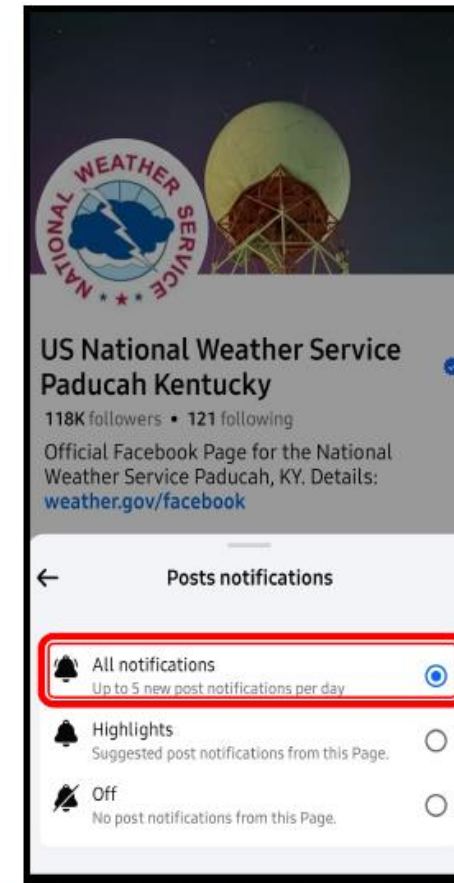 NATIONAL WEATHER SERVICE
US National Weather Service
Paducah Kentucky
118K followers • 121 following
Official Facebook Page for the National
Weather Service Paducah, KY. Details:
weather.gov/facebook
Posts notifications
All notifications
Up to 5 new post notifications per day
Highlights
Suggested post notifications from this Page.
Off
No post notifications from this Page.